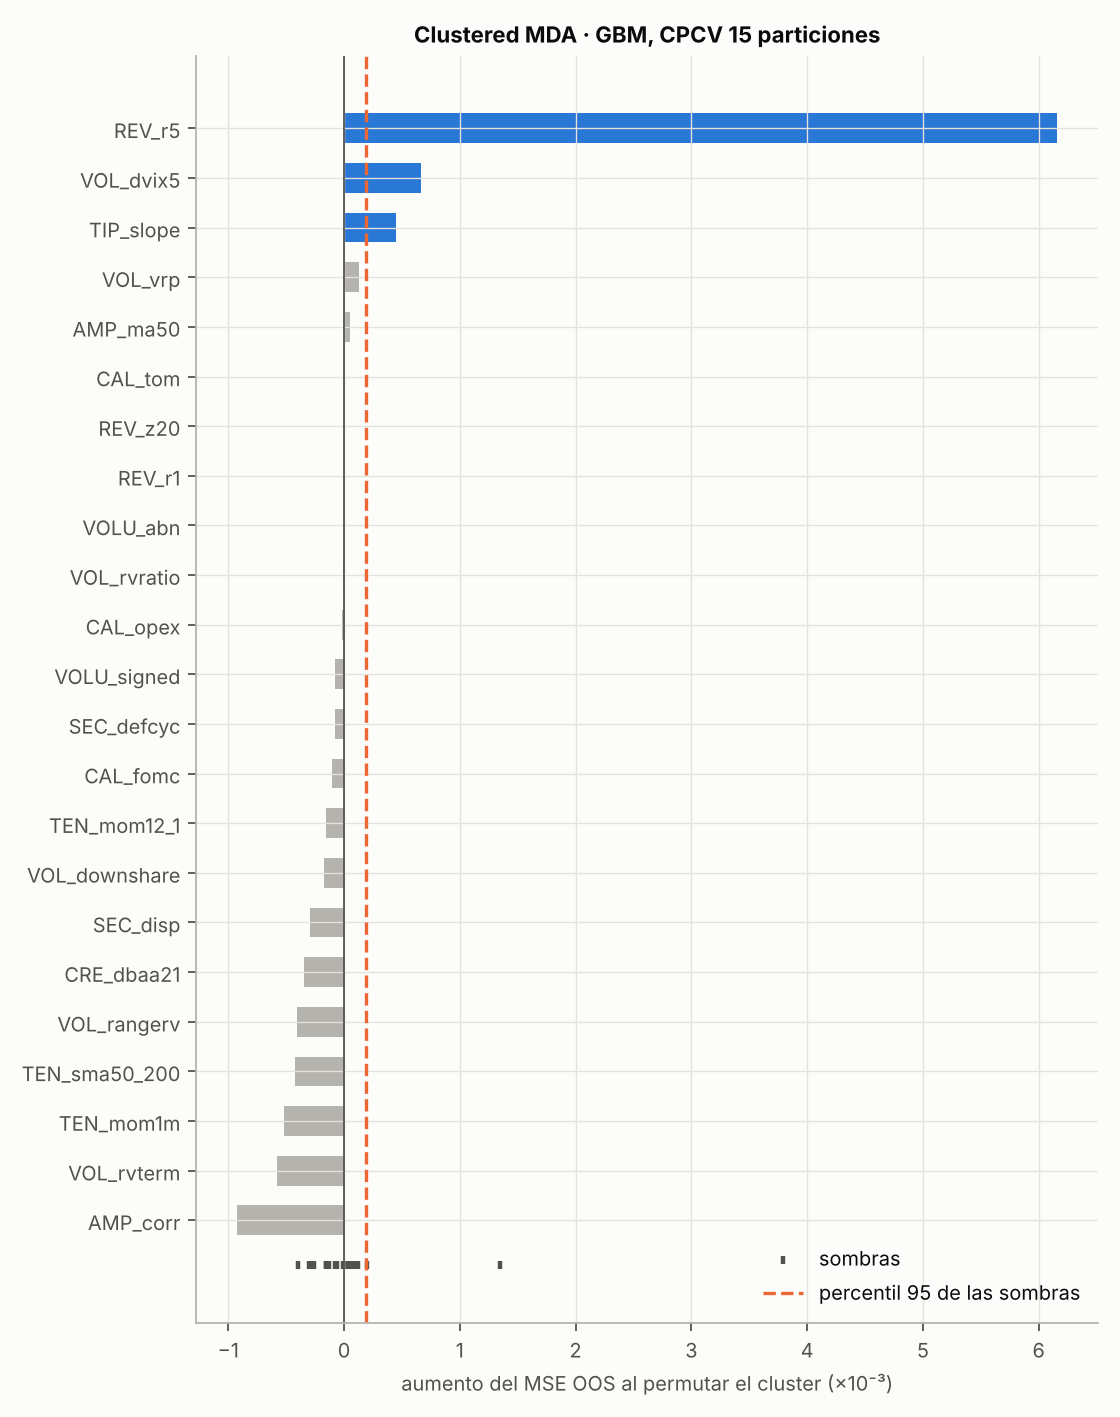 Clustered MDA · GBM, CPCV 15 particiones
REV_r5
VOL_dvix5
TIP_slope
VOL_vrp
AMP_ma50
CAL_tom
REV_z20
REV_r1
VOLU_abn
VOL_rvratio
CAL_opex
VOLU_signed
SEC_defcyc
CAL_fomc
TEN_mom12_1
VOL_downshare
SEC_disp
CRE_dbaa21
VOL_rangerv
TEN_sma50_200
TEN_mom1m
VOL_rvterm
AMP_corr
sombras
percentil 95 de las sombras
−1 0 1 2 3 4 5 6
aumento del MSE OOS al permutar el cluster (×10⁻³)